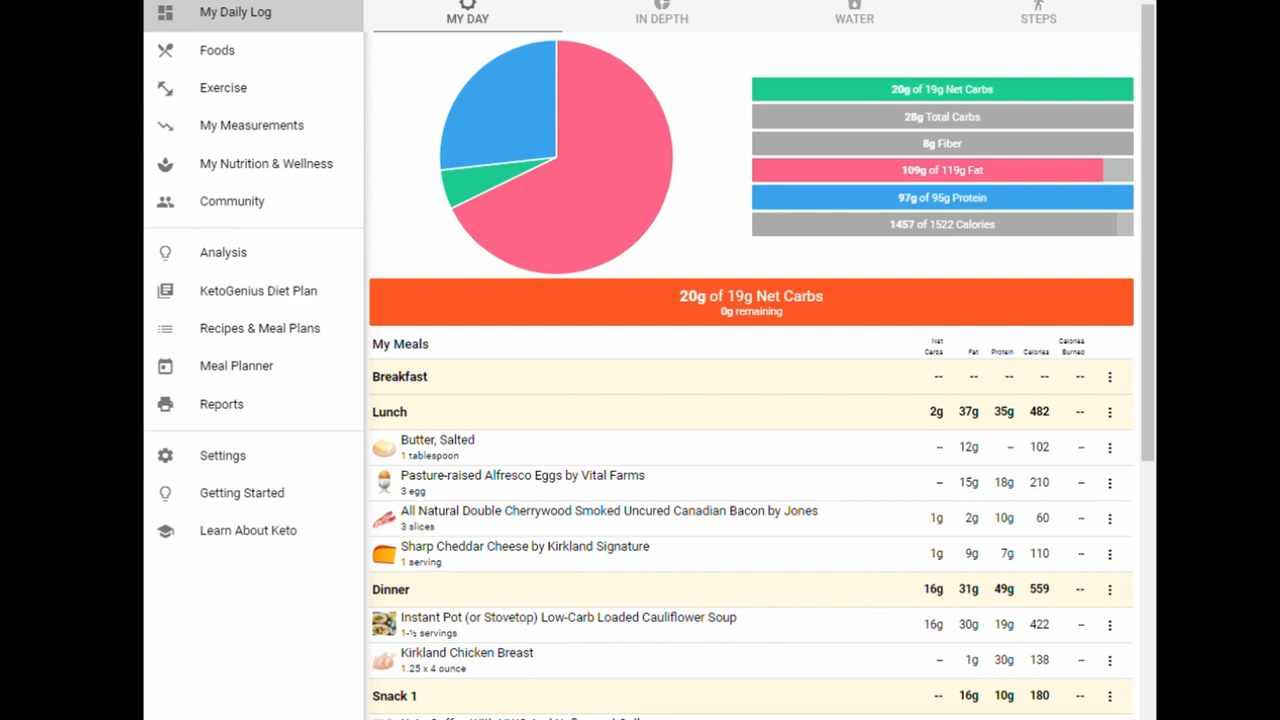 My Daily Log
Foods
Exercise
My Measurements
My Nutrition & Wellness
Community
Analysis
KetoGenius Diet Plan
Recipes & Meal Plans
Meal Planner
Reports
Settings
Getting Started
Learn About Keto
MY DAY
IN DEPTH
WATER
STEPS
20g of 19g Net Carbs
28g Total Carbs
8g Fiber
109g of 119g Fat
97g of 95g Protein
1457 of 1522 Calories
20g of 19g Net Carbs
0g remaining
My Meals Net Carbs Fat Protein Calories Calories Burned
Breakfast -- -- -- -- --
Lunch 2g 37g 35g 482 --
Butter, Salted – 12g – 102 –
1 tablespoon
Pasture-raised Alfresco Eggs by Vital Farms – 15g 18g 210 –
3 egg
All Natural Double Cherrywood Smoked Uncured Canadian Bacon by Jones 1g 2g 10g 60 –
3 slices
Sharp Cheddar Cheese by Kirkland Signature 1g 9g 7g 110 –
1 serving
Dinner 16g 31g 49g 559 --
Instant Pot (or Stovetop) Low-Carb Loaded Cauliflower Soup 16g 30g 19g 422 –
1-½ servings
Kirkland Chicken Breast – 1g 30g 138 –
1.25 x 4 ounce
Snack 1 -- 16g 10g 180 --